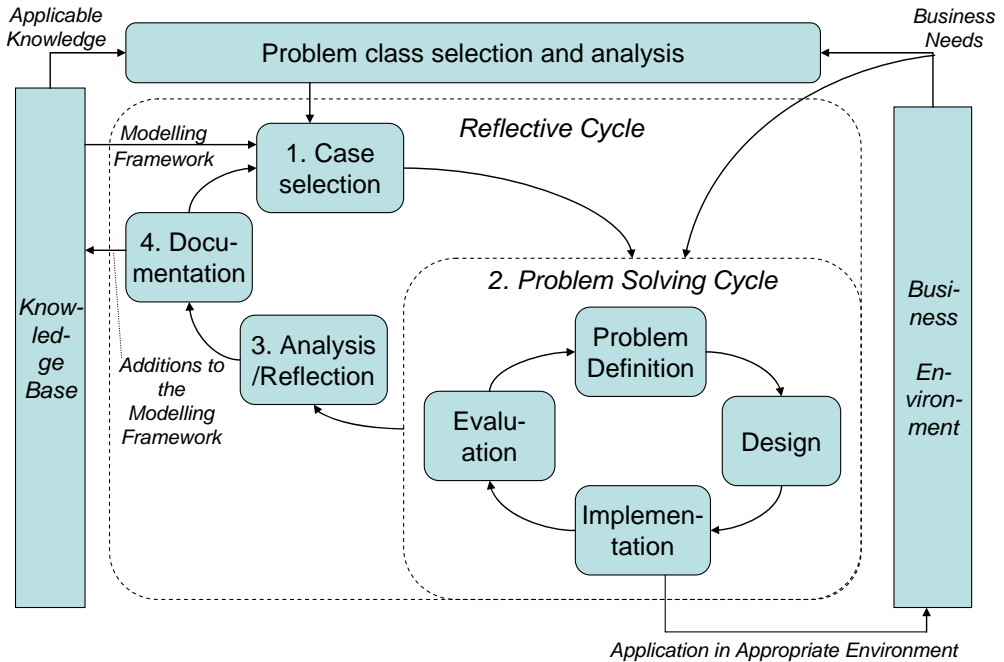 Applicable
Knowledge
Business
Needs
Problem class selection and analysis
Reflective Cycle
Modelling
Framework
1. Case
selection
4. Docu-
mentation
2. Problem Solving Cycle
Know-
led-
ge
Base
Busi-
ness
En-
viron-
ment
Problem
Definition
3. Analysis
/Reflection
Additions to
the
Modelling
Framework
Evalu-
ation
Design
Implemen-
tation
Application in Appropriate Environment